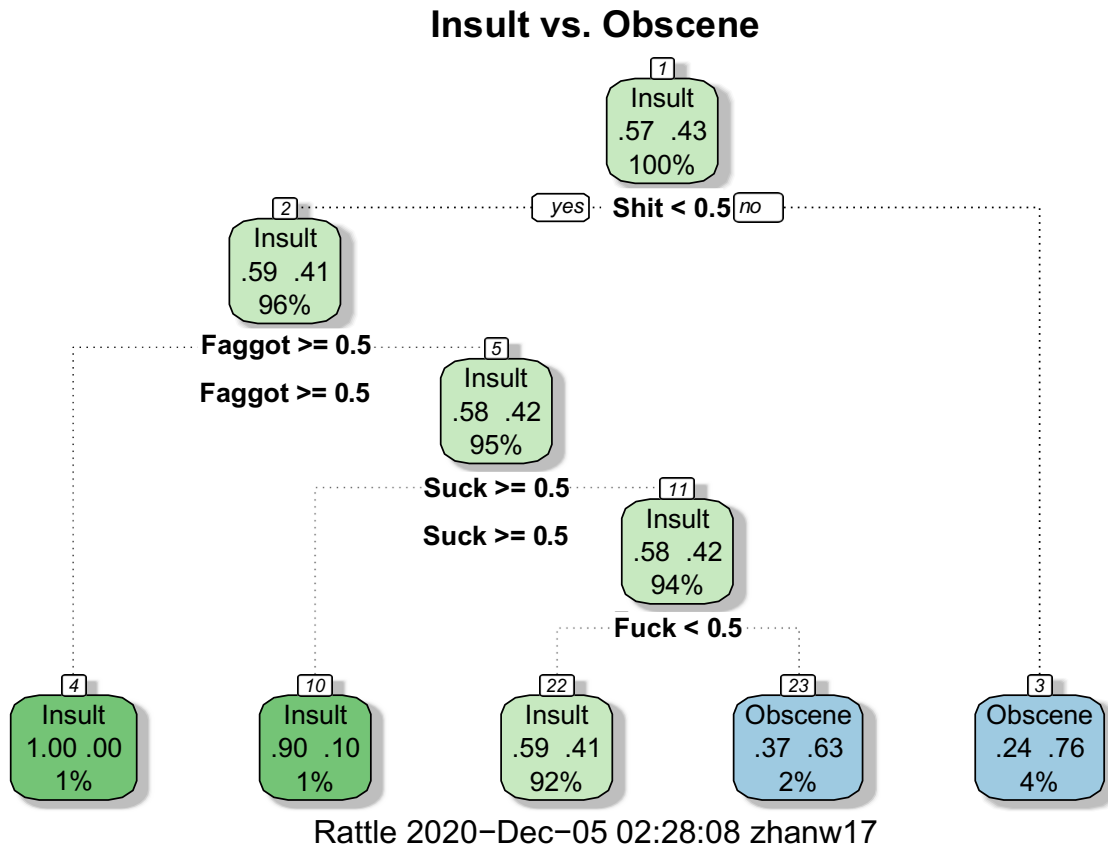 Insult vs. Obscene
1
Insult
.57 .43
100%
yes Shit < 0.5 no
2
Insult
.59 .41
96%
Faggot >= 0.5
Faggot >= 0.5
5
Insult
.58 .42
95%
Suck >= 0.5
Suck >= 0.5
11
Insult
.58 .42
94%
Fuck < 0.5
4
Insult
1.00 .00
1%
10
Insult
.90 .10
1%
22
Insult
.59 .41
92%
23
Obscene
.37 .63
2%
3
Obscene
.24 .76
4%
Rattle 2020−Dec−05 02:28:08 zhanw17